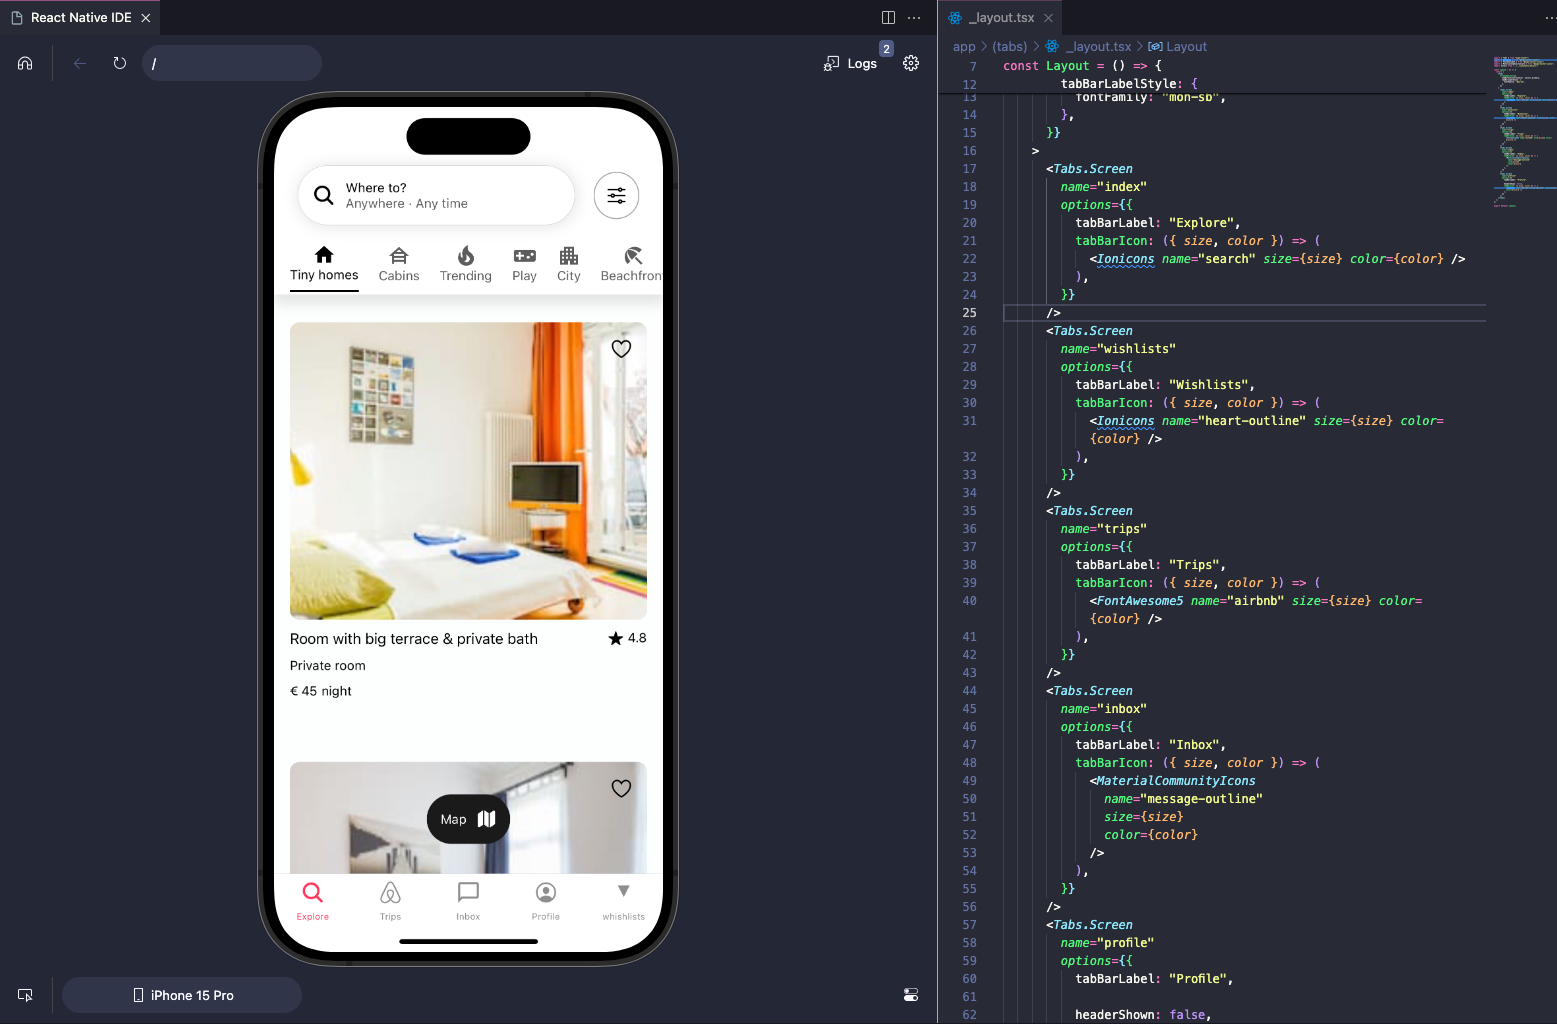 React Native IDE
/
Logs
2
Where to?
Anywhere · Any time
Tiny homes
Cabins
Trending
Play
City
Beachfron
Room with big terrace & private bath
4.8
Private room
€ 45 night
Map
Explore
Trips
Inbox
Profile
whishlists
iPhone 15 Pro
_layout.tsx
app > (tabs) > _layout.tsx > Layout
7 const Layout = () => {
12 tabBarLabelStyle: {
13 fontFamily: "mon-sb",
14 },
15 }}
16 >
17 <Tabs.Screen
18 name="index"
19 options={{
20 tabBarLabel: "Explore",
21 tabBarIcon: ({ size, color }) => (
22 <Ionicons name="search" size={size} color={color} />
23 ),
24 }}
25 />
26 <Tabs.Screen
27 name="wishlists"
28 options={{
29 tabBarLabel: "Wishlists",
30 tabBarIcon: ({ size, color }) => (
31 <Ionicons name="heart-outline" size={size} color=
{color} />
32 ),
33 }}
34 />
35 <Tabs.Screen
36 name="trips"
37 options={{
38 tabBarLabel: "Trips",
39 tabBarIcon: ({ size, color }) => (
40 <FontAwesome5 name="airbnb" size={size} color=
{color} />
41 ),
42 }}
43 />
44 <Tabs.Screen
45 name="inbox"
46 options={{
47 tabBarLabel: "Inbox",
48 tabBarIcon: ({ size, color }) => (
49 <MaterialCommunityIcons
50 name="message-outline"
51 size={size}
52 color={color}
53 />
54 ),
55 }}
56 />
57 <Tabs.Screen
58 name="profile"
59 options={{
60 tabBarLabel: "Profile",
61
62 headerShown: false,